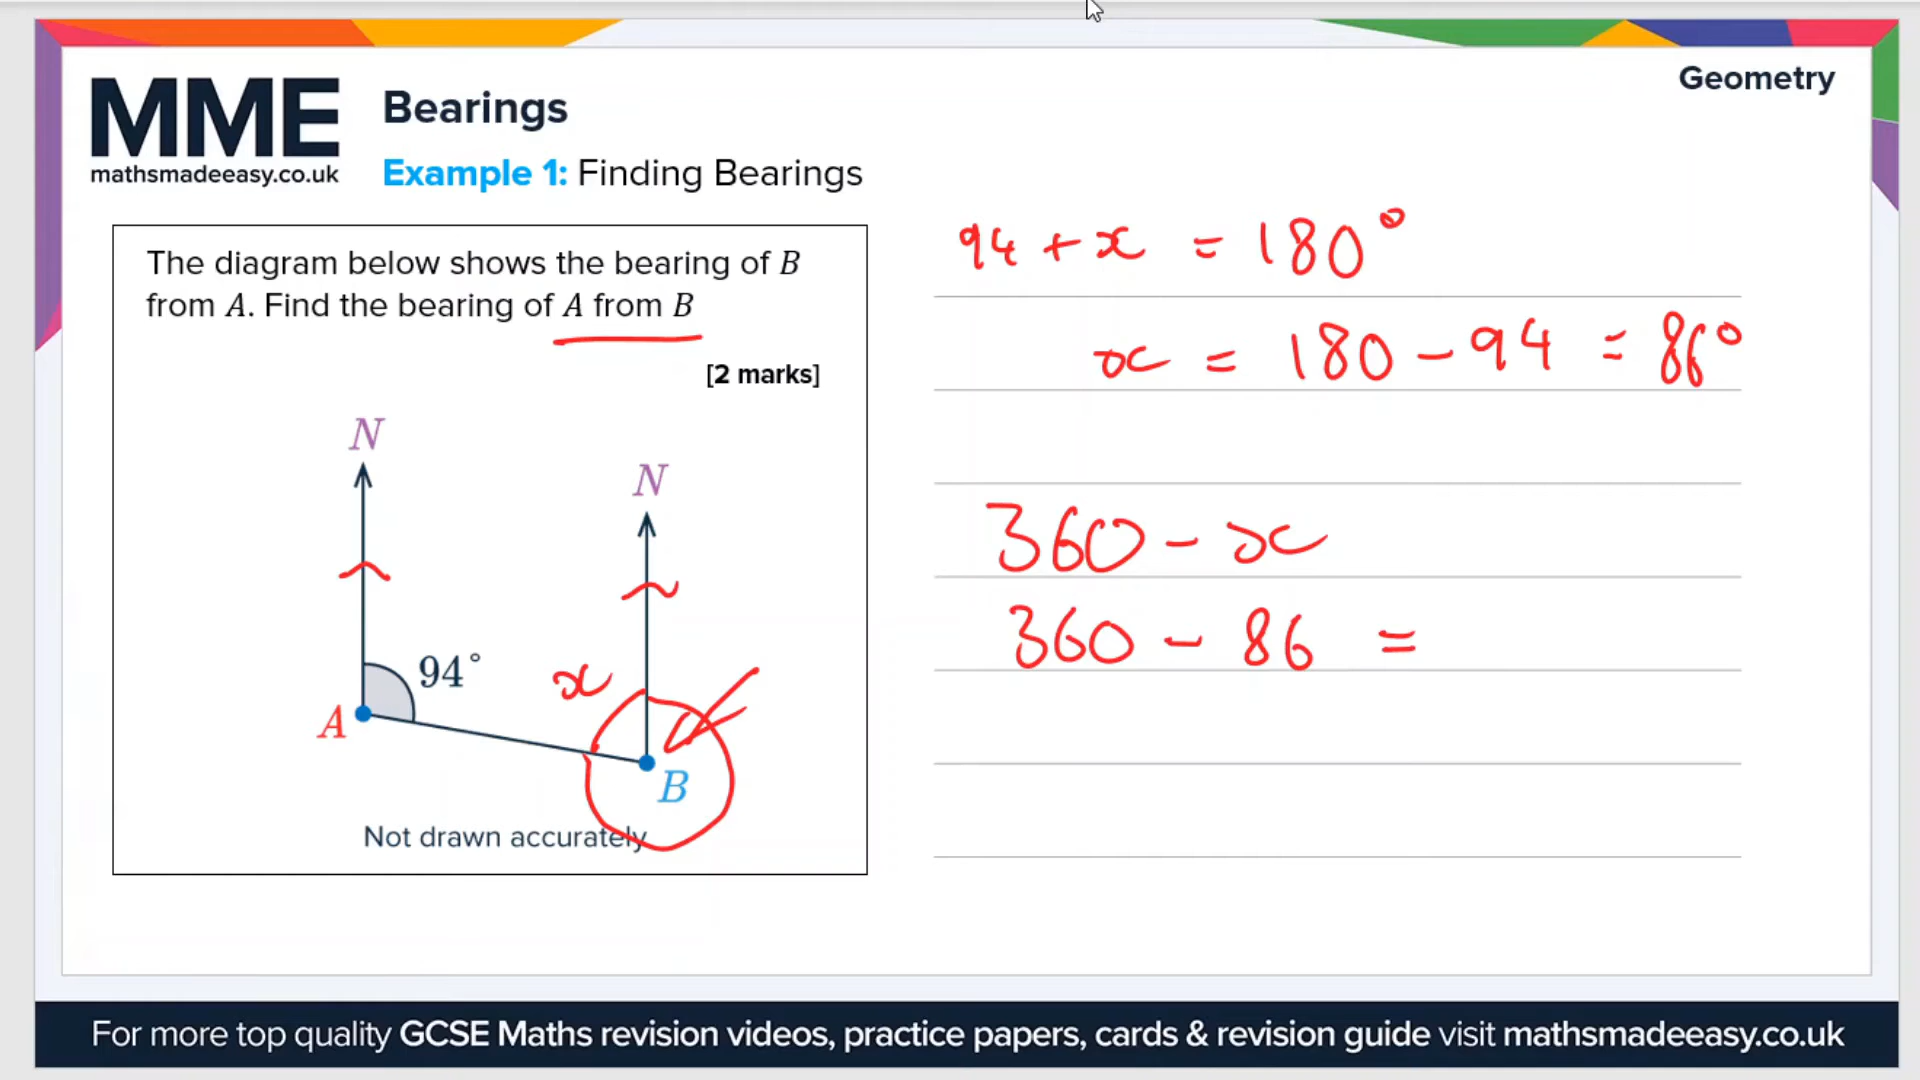 MME
mathsmadeeasy.co.uk
Bearings
Example 1: Finding Bearings
Geometry
The diagram below shows the bearing of B
from A. Find the bearing of A from B
[2 marks]
N
N
94°
x
A
B
Not drawn accurately
94 + x = 180°
x = 180 - 94 = 86°
360 - x
360 - 86 =
For more top quality GCSE Maths revision videos, practice papers, cards & revision guide visit mathsmadeeasy.co.uk